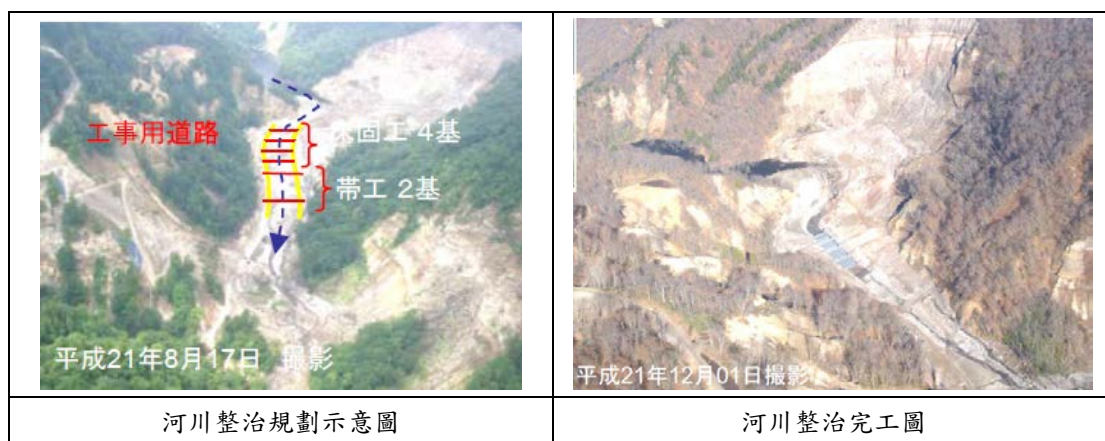 工事用道路
床固工 4基
帯工 2基
平成21年8月17日 撮影
平成21年12月01日撮影
河川整治規劃示意圖
河川整治完工圖